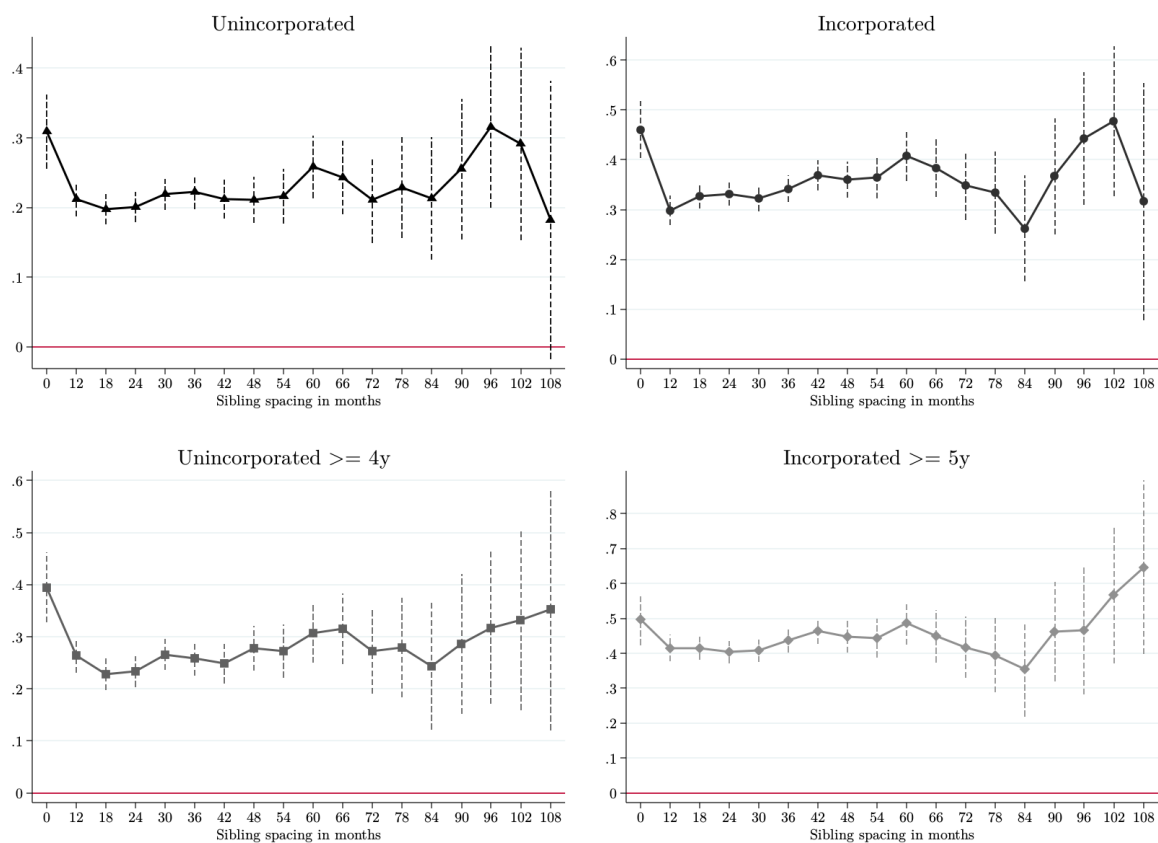 Unincorporated
.4
.3
.2
.1
0
0 12 18 24 30 36 42 48 54 60 66 72 78 84 90 96 102 108
Sibling spacing in months
Incorporated
.6
.5
.4
.3
.2
.1
0
0 12 18 24 30 36 42 48 54 60 66 72 78 84 90 96 102 108
Sibling spacing in months
Unincorporated >= 4y
.6
.5
.4
.3
.2
.1
0
0 12 18 24 30 36 42 48 54 60 66 72 78 84 90 96 102 108
Sibling spacing in months
Incorporated >= 5y
.8
.7
.6
.5
.4
.3
.2
.1
0
0 12 18 24 30 36 42 48 54 60 66 72 78 84 90 96 102 108
Sibling spacing in months